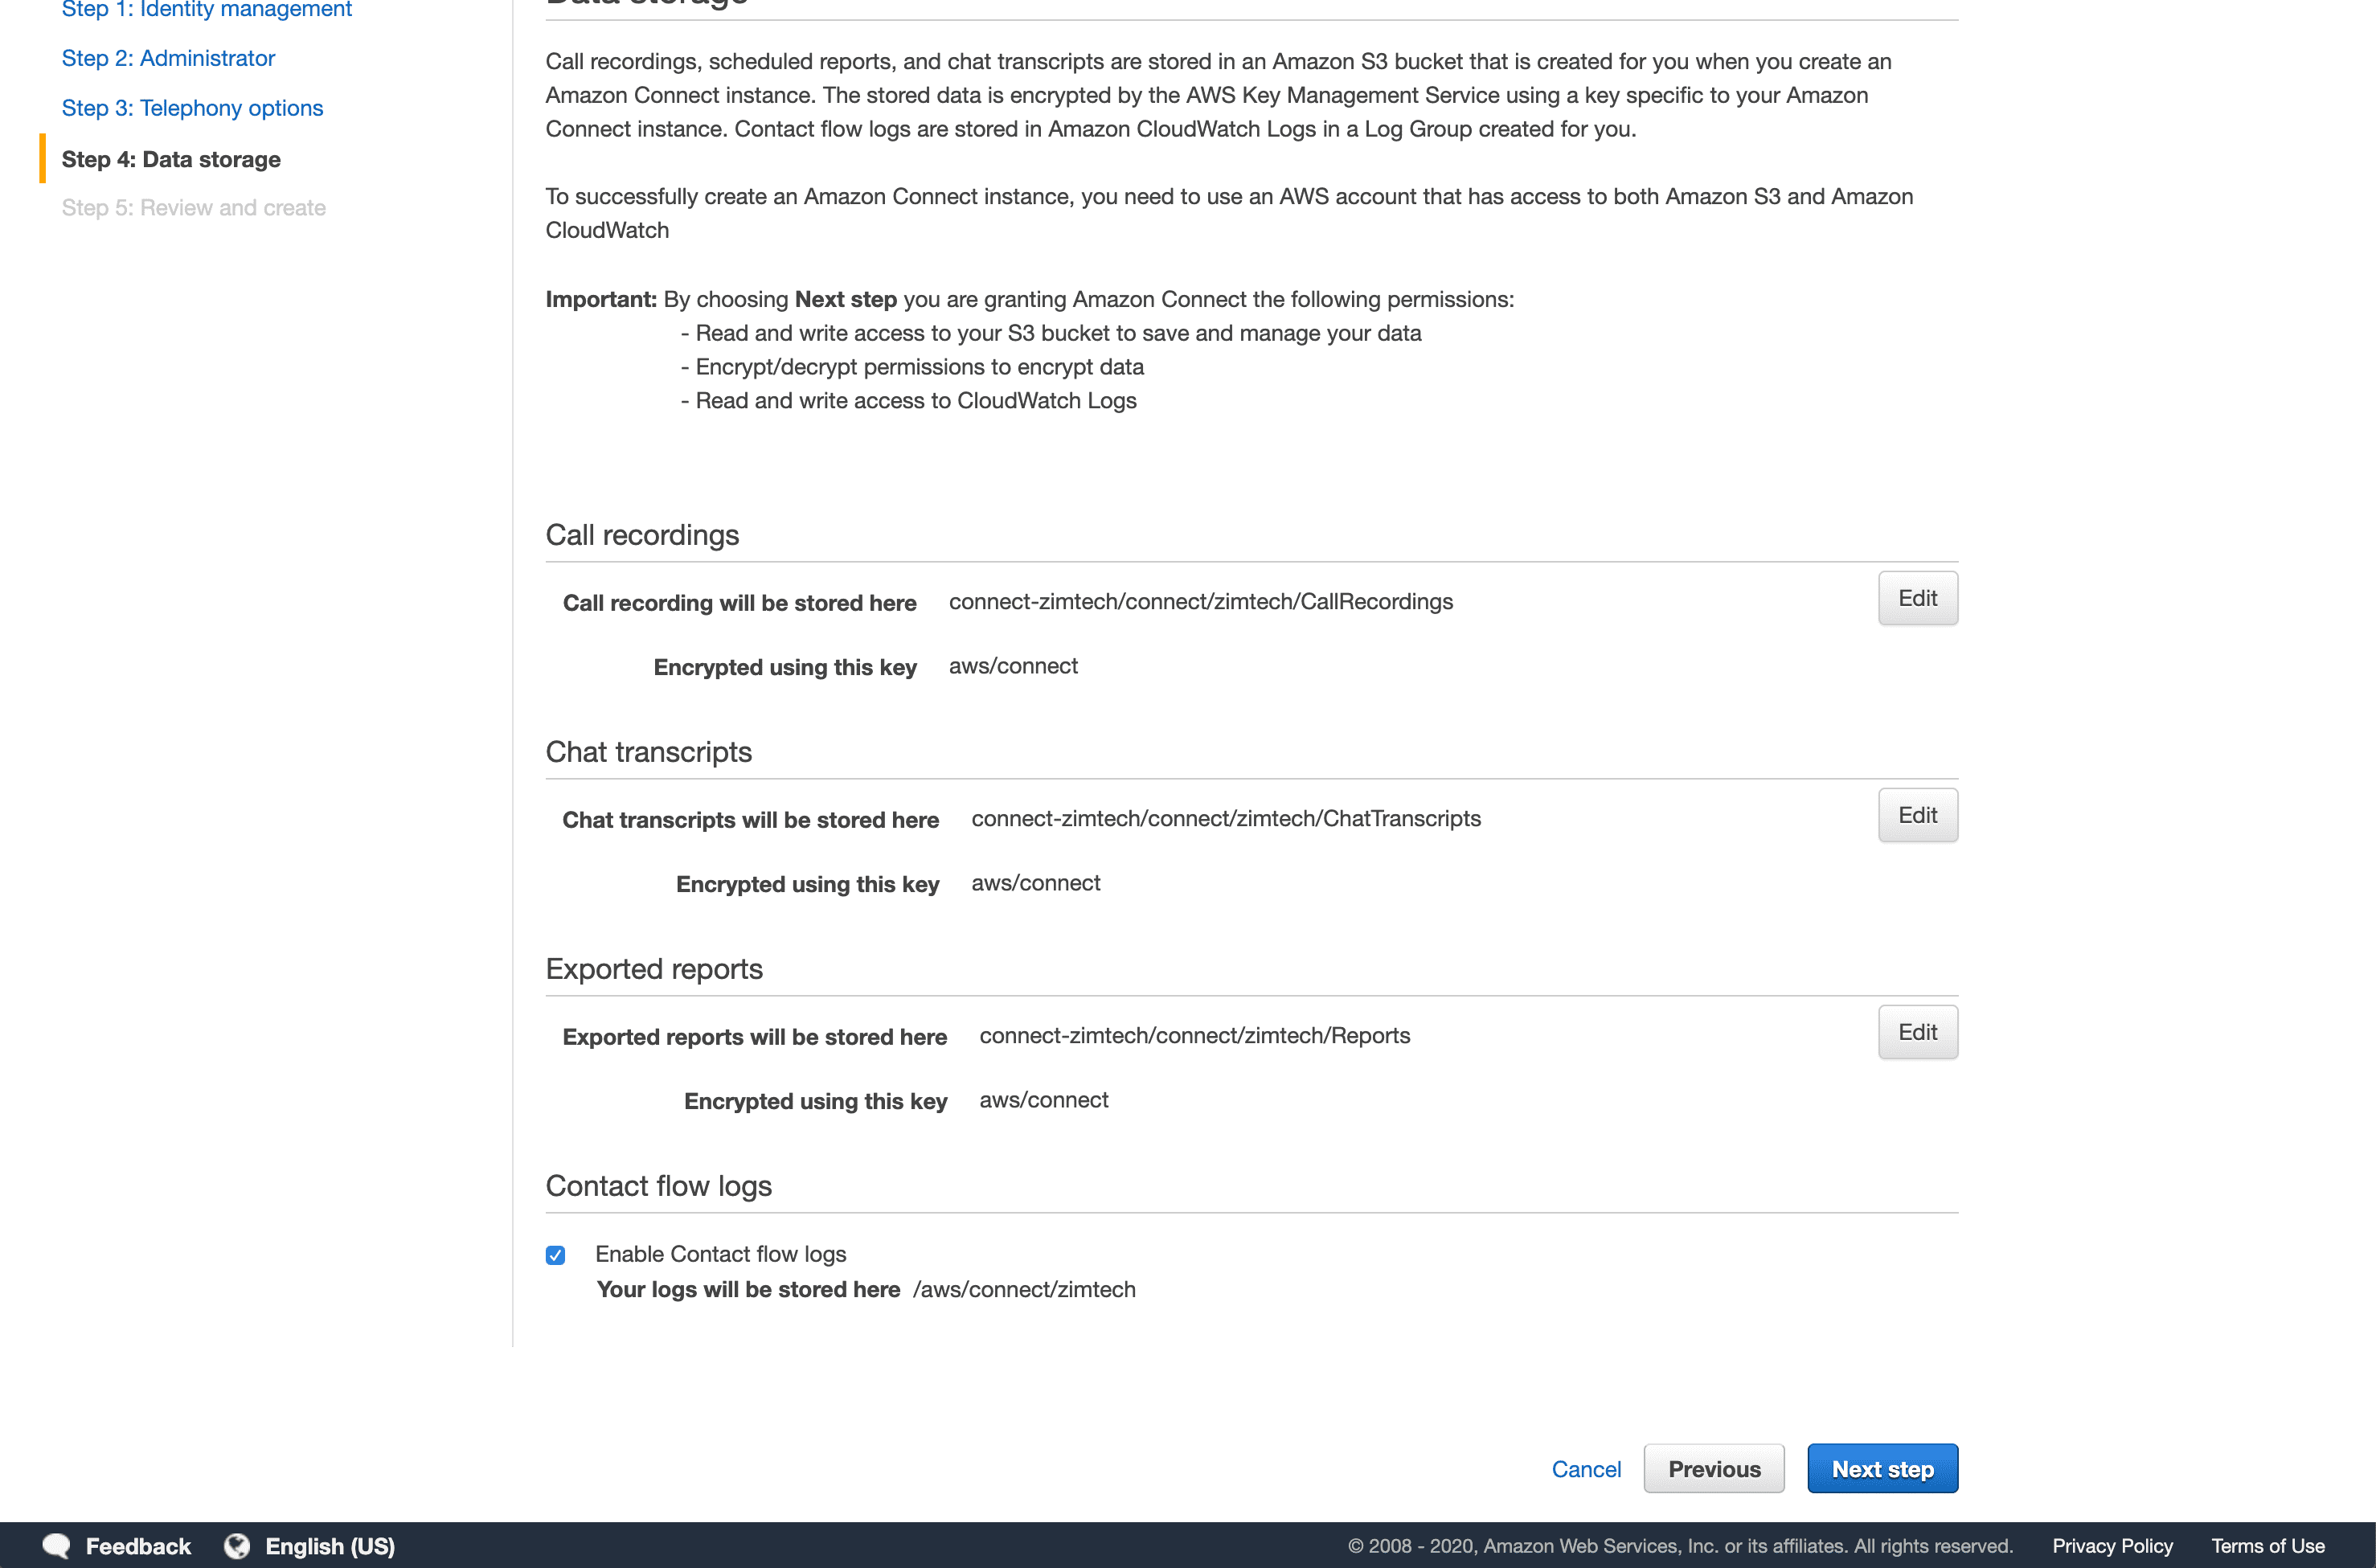 Step 1: Identity management
Step 2: Administrator
Step 3: Telephony options
Step 4: Data storage
Step 5: Review and create
Data storage
Call recordings, scheduled reports, and chat transcripts are stored in an Amazon S3 bucket that is created for you when you create an
Amazon Connect instance. The stored data is encrypted by the AWS Key Management Service using a key specific to your Amazon
Connect instance. Contact flow logs are stored in Amazon CloudWatch Logs in a Log Group created for you.
To successfully create an Amazon Connect instance, you need to use an AWS account that has access to both Amazon S3 and Amazon
CloudWatch
Important: By choosing Next step you are granting Amazon Connect the following permissions:
- Read and write access to your S3 bucket to save and manage your data
- Encrypt/decrypt permissions to encrypt data
- Read and write access to CloudWatch Logs
Call recordings
Call recording will be stored here connect-zimtech/connect/zimtech/CallRecordings Edit
Encrypted using this key aws/connect
Chat transcripts
Chat transcripts will be stored here connect-zimtech/connect/zimtech/ChatTranscripts Edit
Encrypted using this key aws/connect
Exported reports
Exported reports will be stored here connect-zimtech/connect/zimtech/Reports Edit
Encrypted using this key aws/connect
Contact flow logs
Enable Contact flow logs
Your logs will be stored here /aws/connect/zimtech
Cancel Previous Next step
Feedback English (US) © 2008 - 2020, Amazon Web Services, Inc. or its affiliates. All rights reserved. Privacy Policy Terms of Use